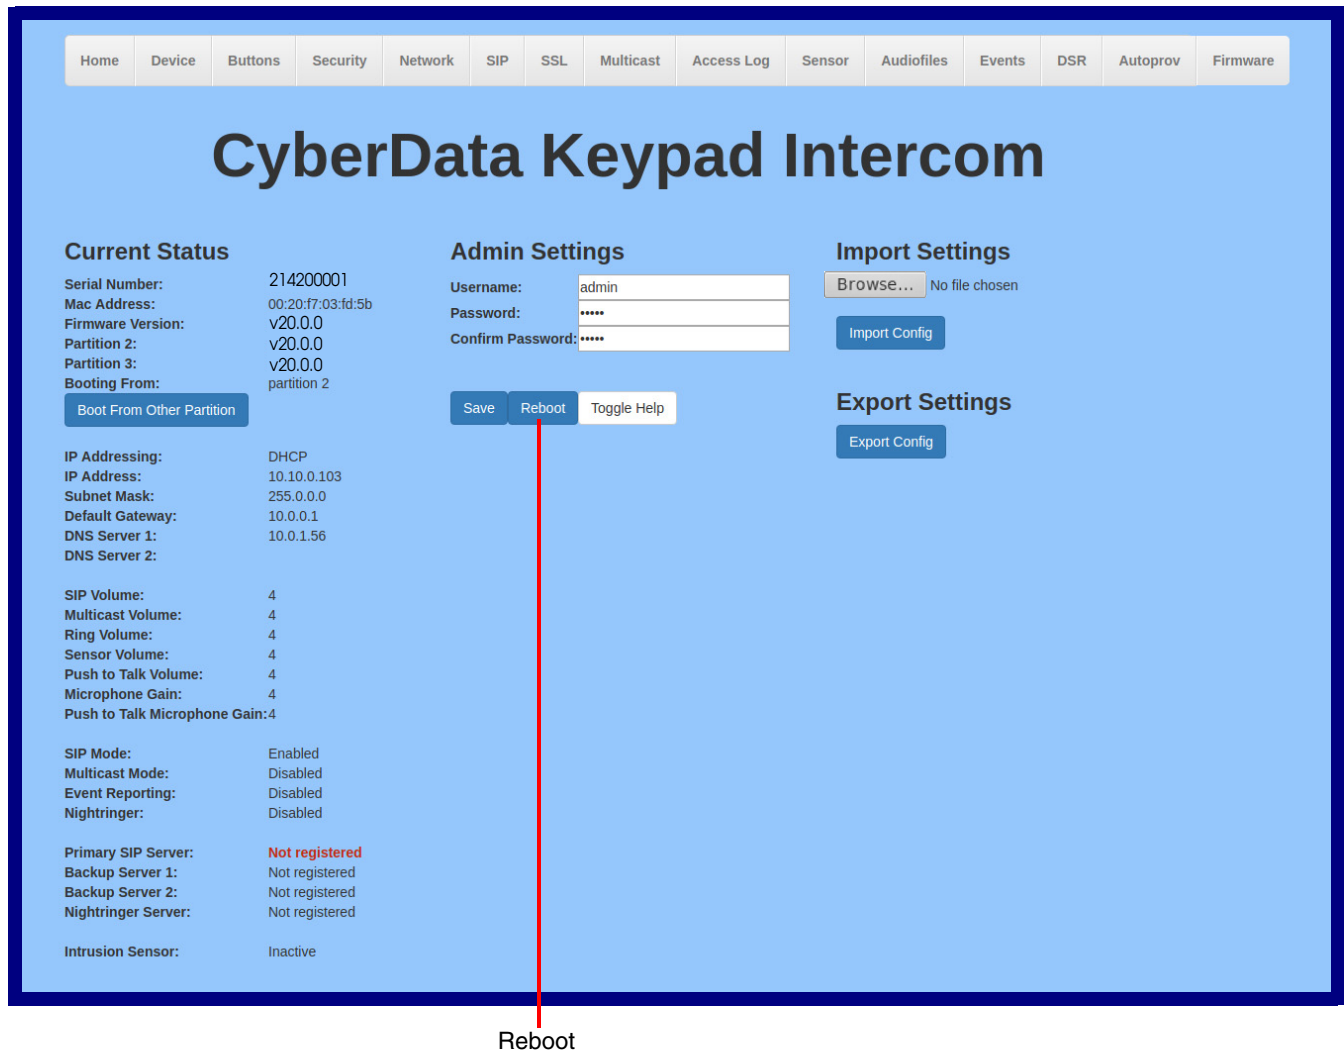 Home Device Buttons Security Network SIP SSL Multicast Access Log Sensor Audiofiles Events DSR Autoprov Firmware
CyberData Keypad Intercom
Current Status
Serial Number: 214200001
Mac Address: 00:20:f7:03:fd:5b
Firmware Version: v20.0.0
Partition 2: v20.0.0
Partition 3: v20.0.0
Booting From: partition 2
Boot From Other Partition
IP Addressing: DHCP
IP Address: 10.10.0.103
Subnet Mask: 255.0.0.0
Default Gateway: 10.0.0.1
DNS Server 1: 10.0.1.56
DNS Server 2:
SIP Volume: 4
Multicast Volume: 4
Ring Volume: 4
Sensor Volume: 4
Push to Talk Volume: 4
Microphone Gain: 4
Push to Talk Microphone Gain: 4
SIP Mode: Enabled
Multicast Mode: Disabled
Event Reporting: Disabled
Nightringer: Disabled
Primary SIP Server: Not registered
Backup Server 1: Not registered
Backup Server 2: Not registered
Nightringer Server: Not registered
Intrusion Sensor: Inactive
Admin Settings
Username: admin
Password: •••••
Confirm Password: •••••
Save Reboot Toggle Help
Import Settings
Browse... No file chosen
Import Config
Export Settings
Export Config
Reboot